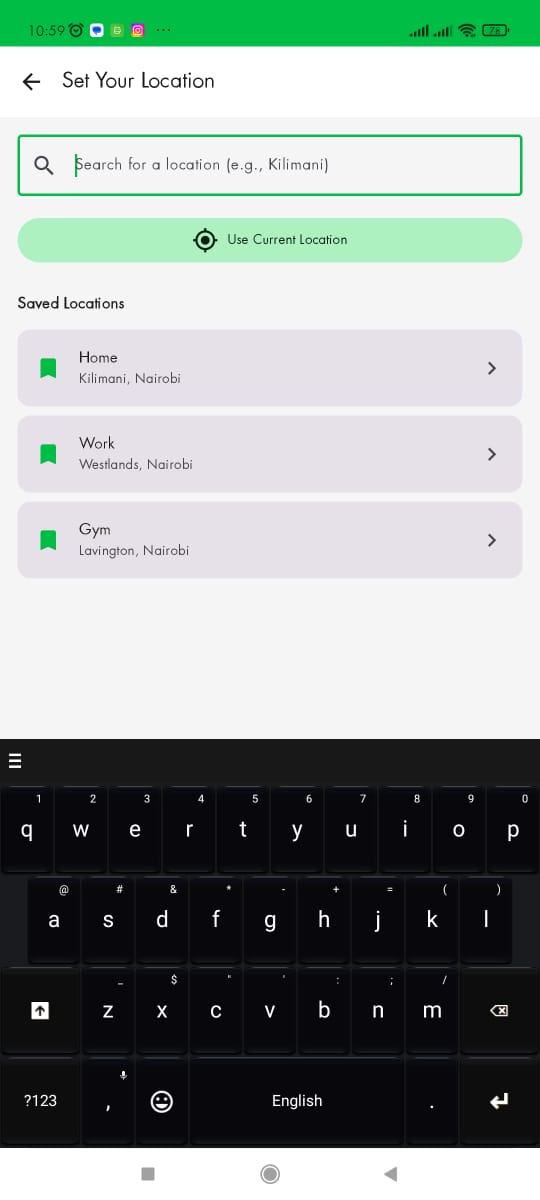 10:59
78
Set Your Location
Search for a location (e.g., Kilimani)
Use Current Location
Saved Locations
Home
Kilimani, Nairobi
Work
Westlands, Nairobi
Gym
Lavington, Nairobi
1 2 3 4 5 6 7 8 9 0
q w e r t y u i o p
@ # & * - + = ( )
a s d f g h j k l
_ $ " ' : ; /
z x c v b n m
?123 , English .